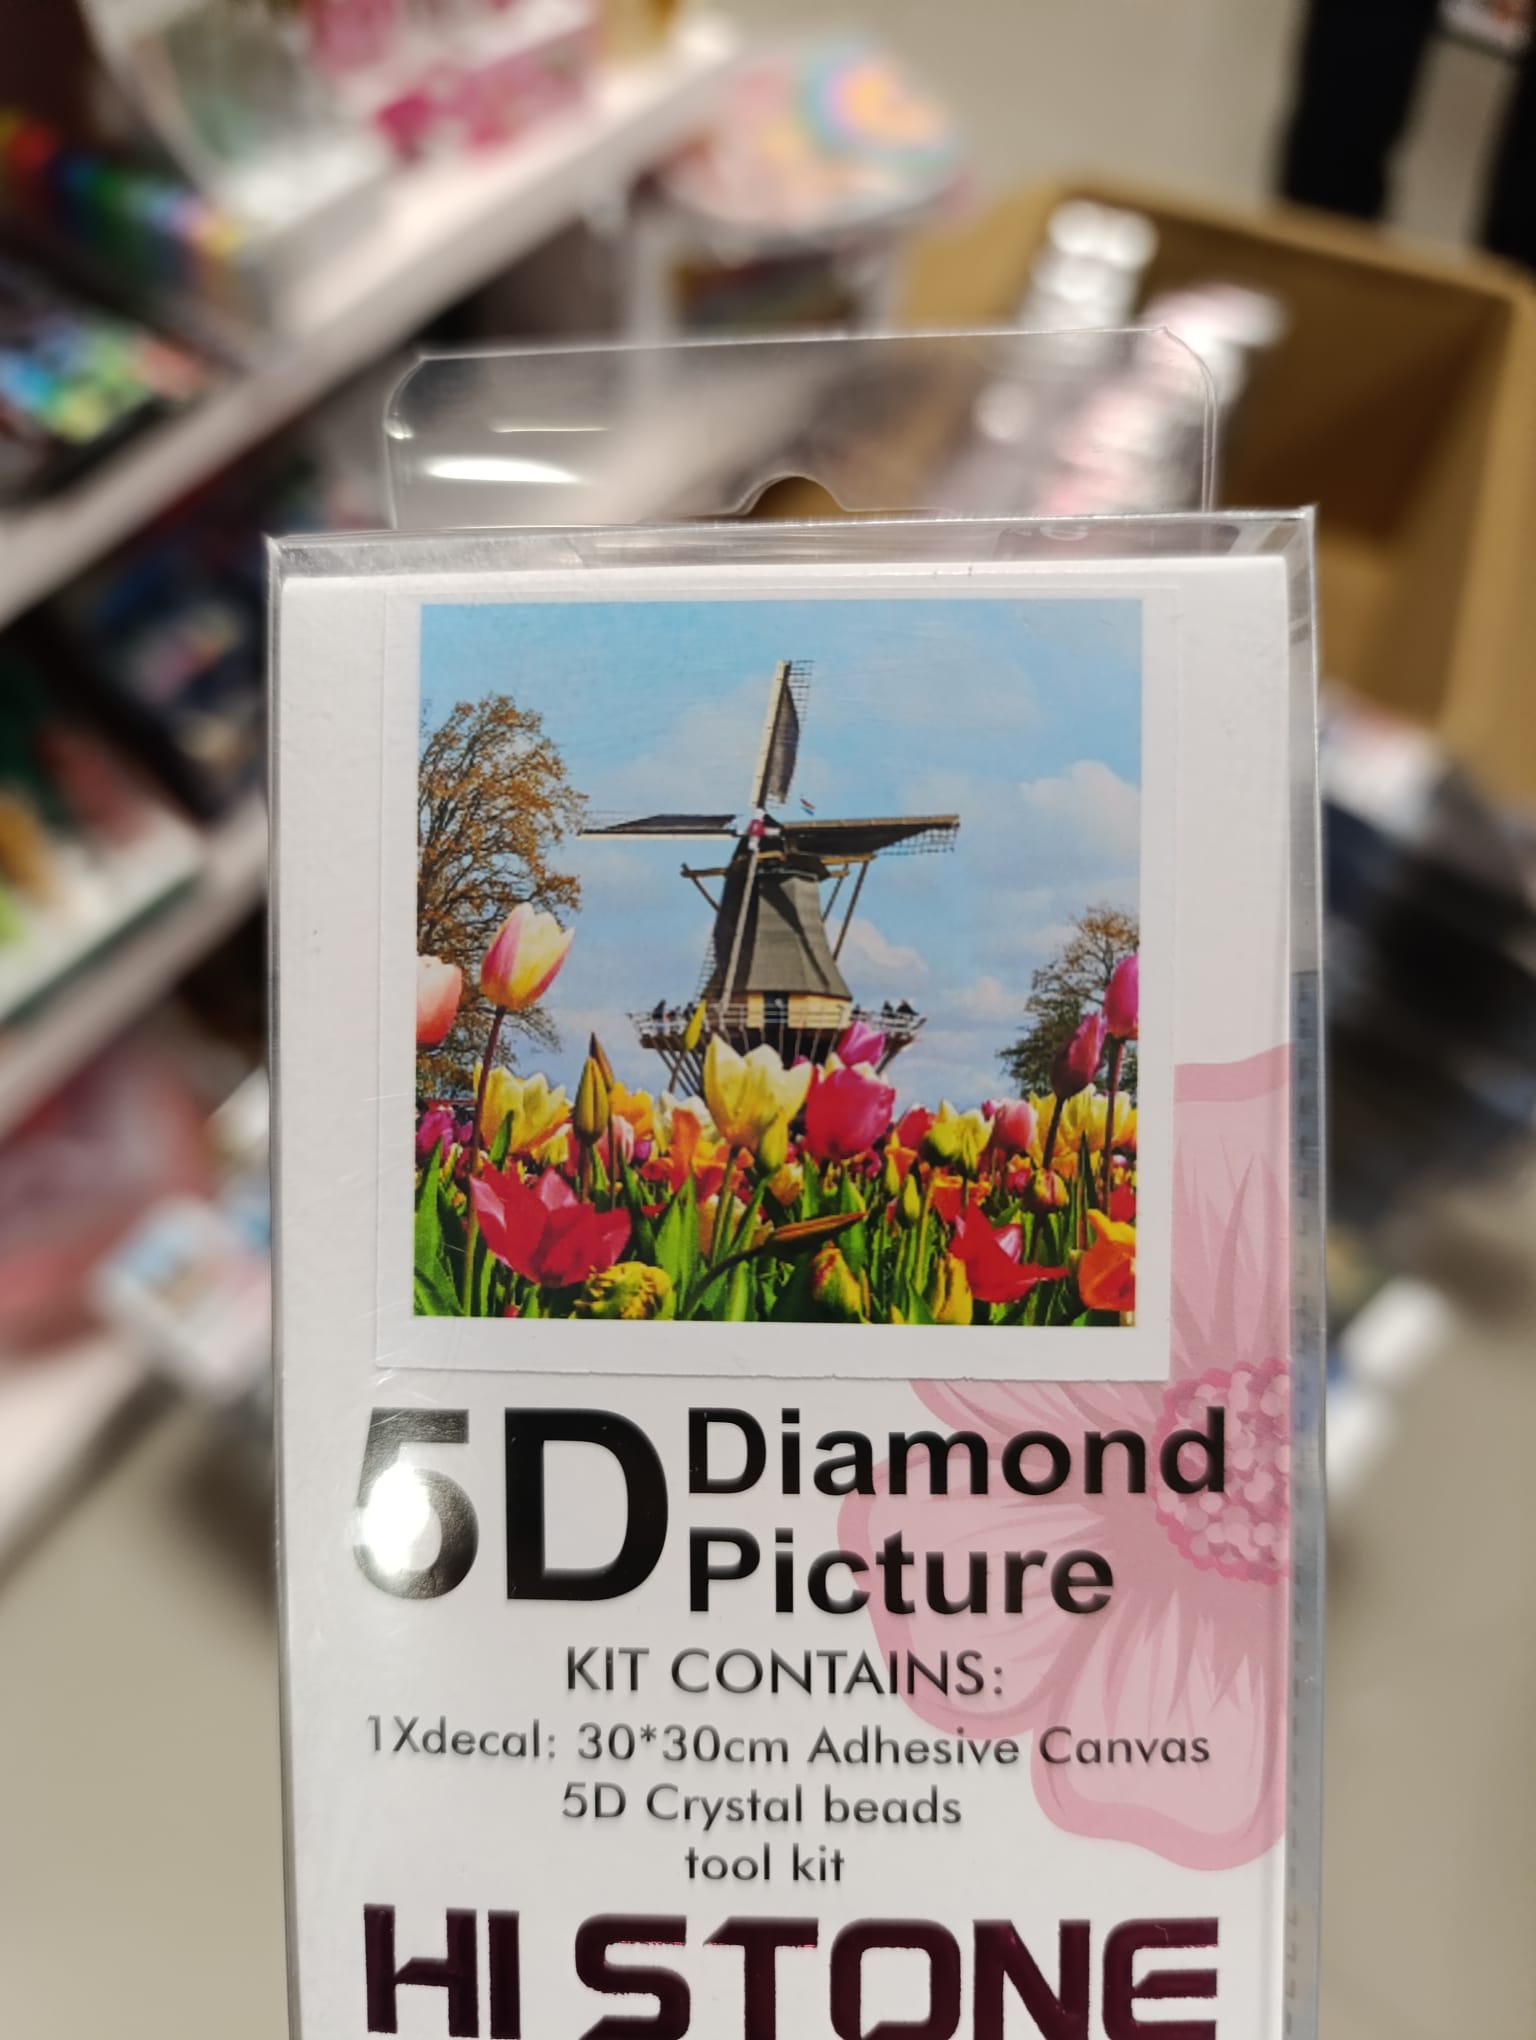 5D Diamond
Picture
KIT CONTAINS:
1Xdecal: 30*30cm Adhesive Canvas
5D Crystal beads
tool kit
HI STONE